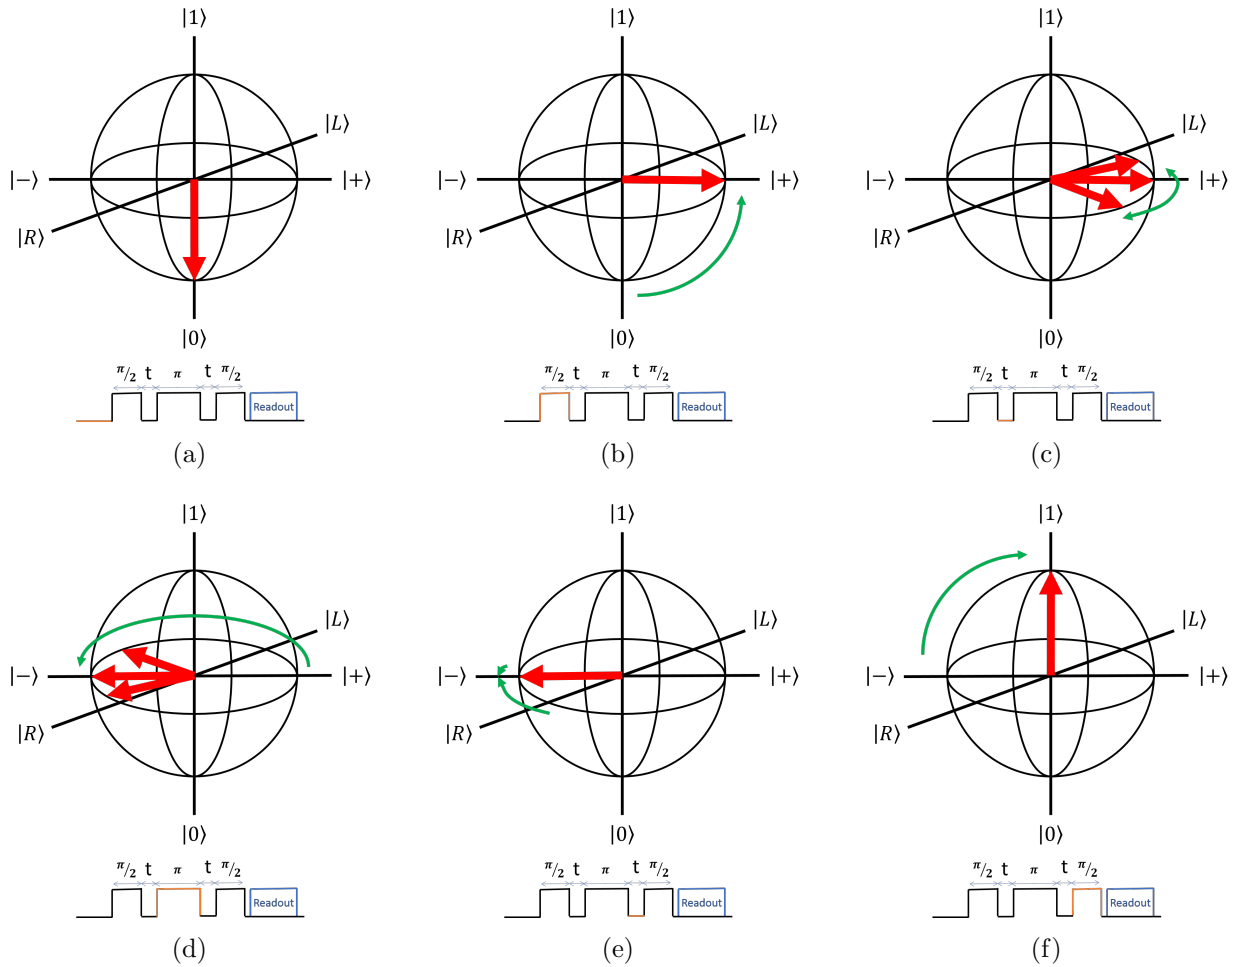 |1⟩ |1⟩ |1⟩
|L⟩ |L⟩ |L⟩
|−⟩ |+⟩ |−⟩ |+⟩ |−⟩ |+⟩
|R⟩ |R⟩ |R⟩
|0⟩ |0⟩ |0⟩
π/2 t π t π/2 π/2 t π t π/2 π/2 t π t π/2
Readout Readout Readout
(a) (b) (c)
|1⟩ |1⟩ |1⟩
|L⟩ |L⟩ |L⟩
|−⟩ |+⟩ |−⟩ |+⟩ |−⟩ |+⟩
|R⟩ |R⟩ |R⟩
|0⟩ |0⟩ |0⟩
π/2 t π t π/2 π/2 t π t π/2 π/2 t π t π/2
Readout Readout Readout
(d) (e) (f)